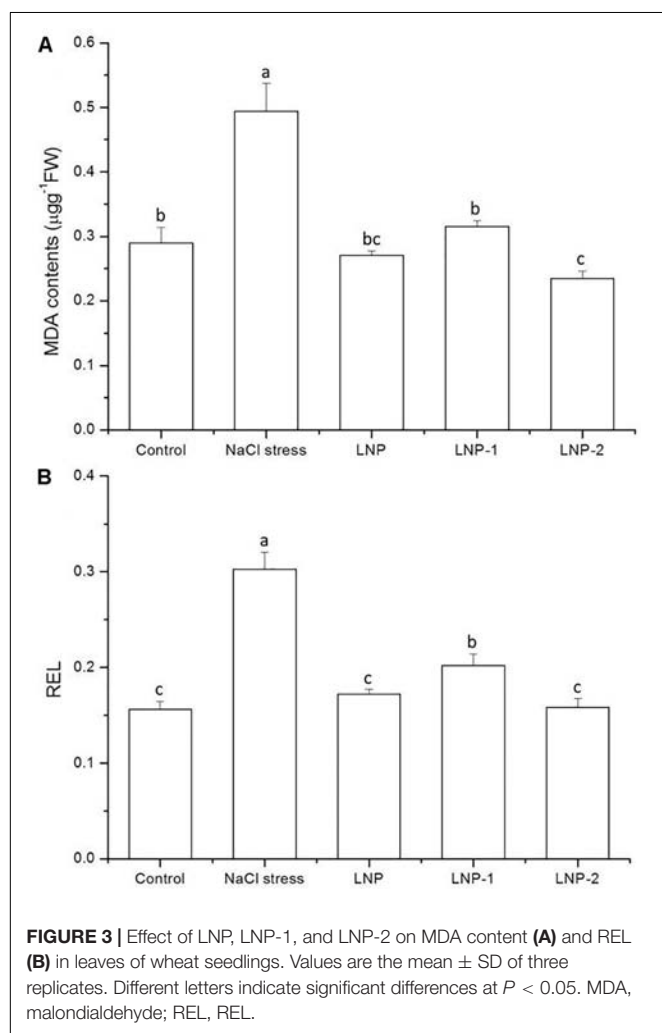 A
0.6
a
0.5
0.4
b
b
0.3
bc
c
0.2
0.1
0.0
MDA contents (µgg⁻¹FW)
Control NaCl stress LNP LNP-1 LNP-2
B
0.4
a
0.3
b
0.2
c
c
c
0.1
0.0
REL
Control NaCl stress LNP LNP-1 LNP-2
FIGURE 3 | Effect of LNP, LNP-1, and LNP-2 on MDA content (A) and REL
(B) in leaves of wheat seedlings. Values are the mean ± SD of three
replicates. Different letters indicate significant differences at P < 0.05. MDA,
malondialdehyde; REL, REL.